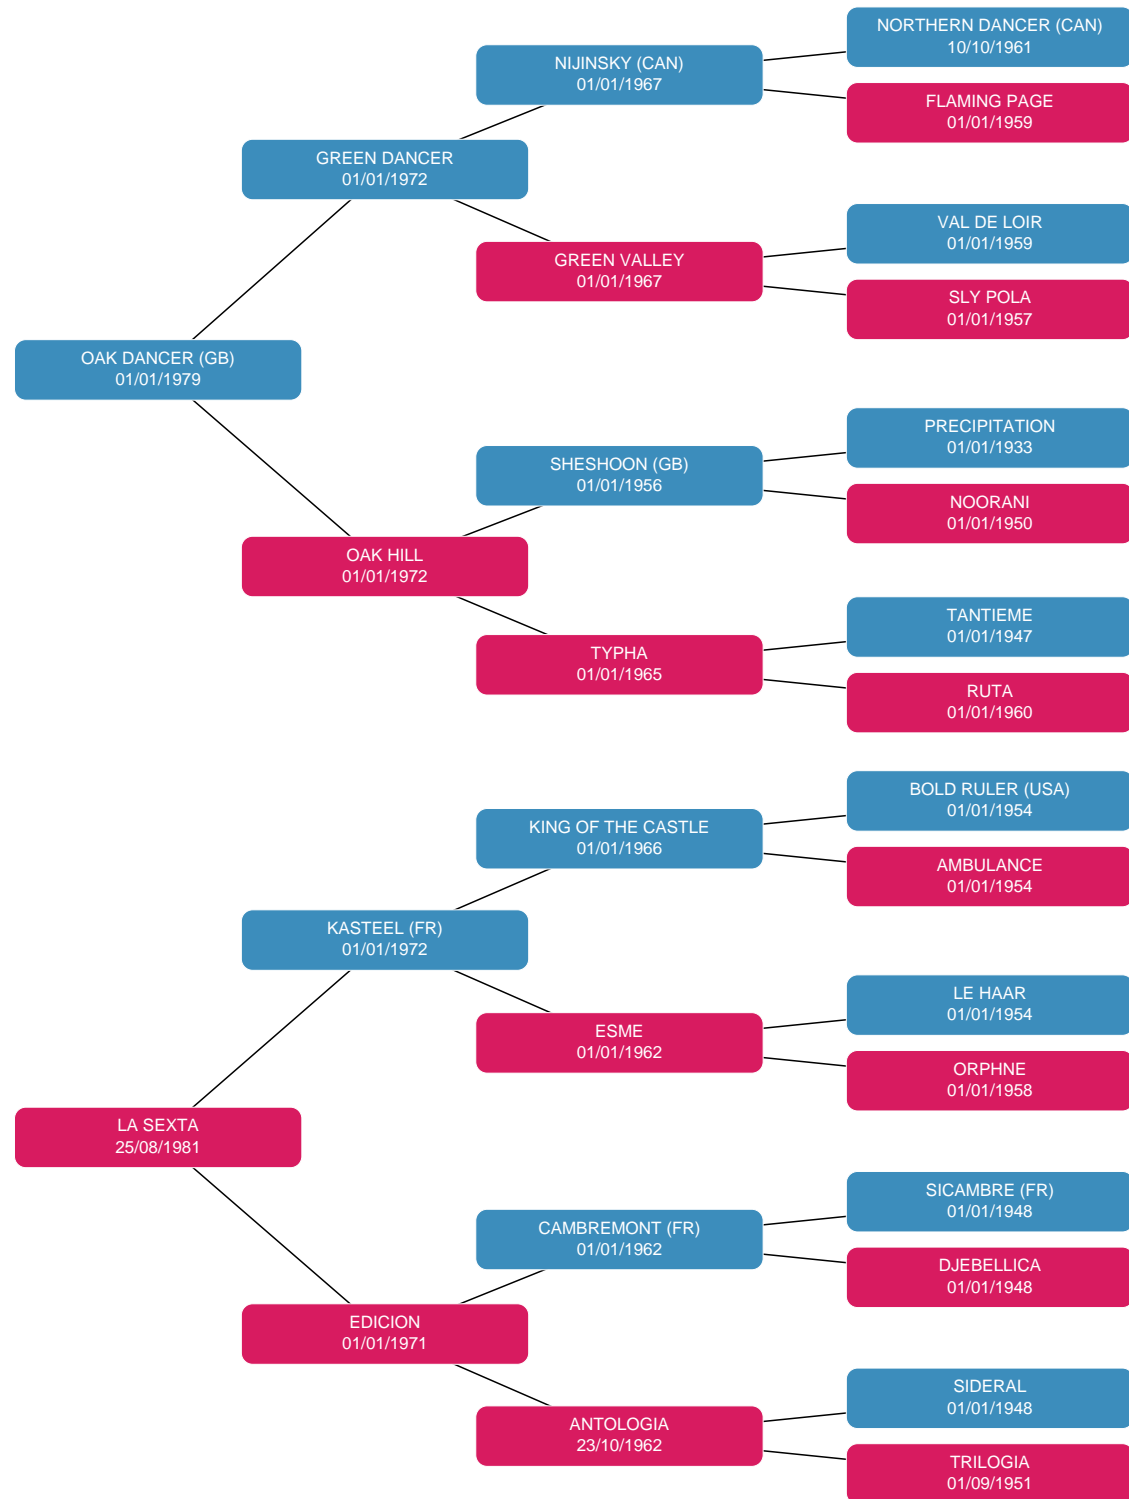 NORTHERN DANCER (CAN)
10/10/1961
NIJINSKY (CAN)
01/01/1967
FLAMING PAGE
01/01/1959
GREEN DANCER
01/01/1972
VAL DE LOIR
01/01/1959
GREEN VALLEY
01/01/1967
SLY POLA
01/01/1957
OAK DANCER (GB)
01/01/1979
PRECIPITATION
01/01/1933
SHESHOON (GB)
01/01/1956
NOORANI
01/01/1950
OAK HILL
01/01/1972
TANTIEME
01/01/1947
TYPHA
01/01/1965
RUTA
01/01/1960
BOLD RULER (USA)
01/01/1954
KING OF THE CASTLE
01/01/1966
AMBULANCE
01/01/1954
KASTEEL (FR)
01/01/1972
LE HAAR
01/01/1954
ESME
01/01/1962
ORPHNE
01/01/1958
LA SEXTA
25/08/1981
SICAMBRE (FR)
01/01/1948
CAMBREMONT (FR)
01/01/1962
DJEBELLICA
01/01/1948
EDICION
01/01/1971
SIDERAL
01/01/1948
ANTOLOGIA
23/10/1962
TRILOGIA
01/09/1951